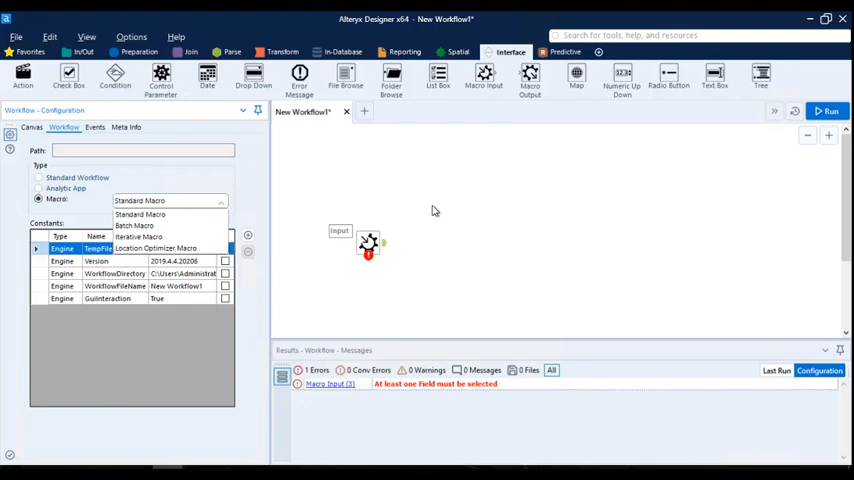 Alteryx Designer x64 - New Workflow1*
File Edit View Options Help
Search for tools, help, and resources
Favorites In/Out Preparation Join Parse Transform In-Database Reporting Spatial Interface Predictive
Action Check Box Condition Control Parameter Date Drop Down Error Message File Browse Folder Browse List Box Macro Input Macro Output Map Numeric Up Down Radio Button Text Box Tree
Workflow - Configuration
New Workflow1*
Run
Canvas Workflow Events Meta Info
Path:
Type
Standard Workflow
Analytic App
Macro: Standard Macro
Standard Macro
Batch Macro
Iterative Macro
Location Optimizer Macro
Constants:
Type Name
Engine TempFile
Engine Version 2019.4.4.20206
Engine WorkflowDirectory C:\Users\Administrat
Engine WorkflowFileName New Workflow1
Engine GuiInteraction True
Input
Results - Workflow - Messages
1 Errors 0 Conv Errors 0 Warnings 0 Messages 0 Files All Last Run Configuration
Macro Input (3) At least one Field must be selected